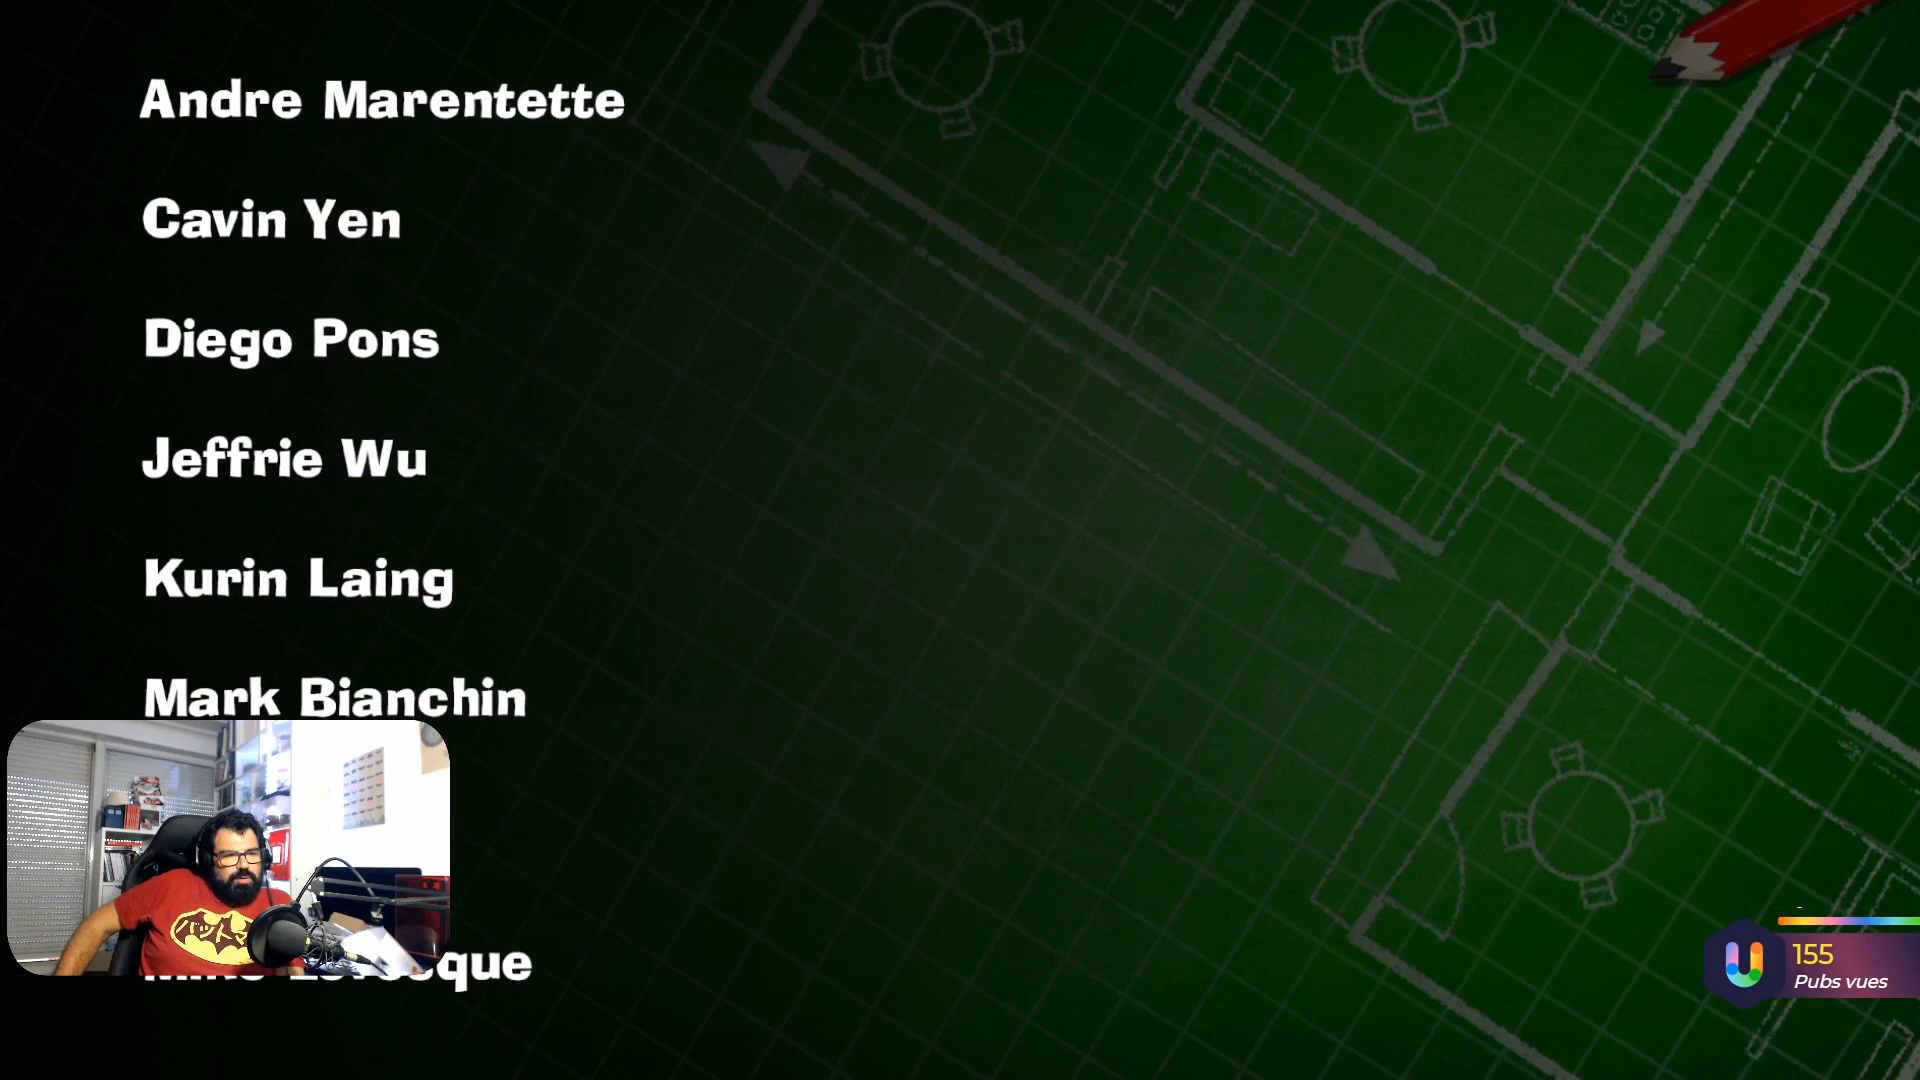 Andre Marentette
Cavin Yen
Diego Pons
Jeffrie Wu
Kurin Laing
Mark Bianchin
155
Pubs vues